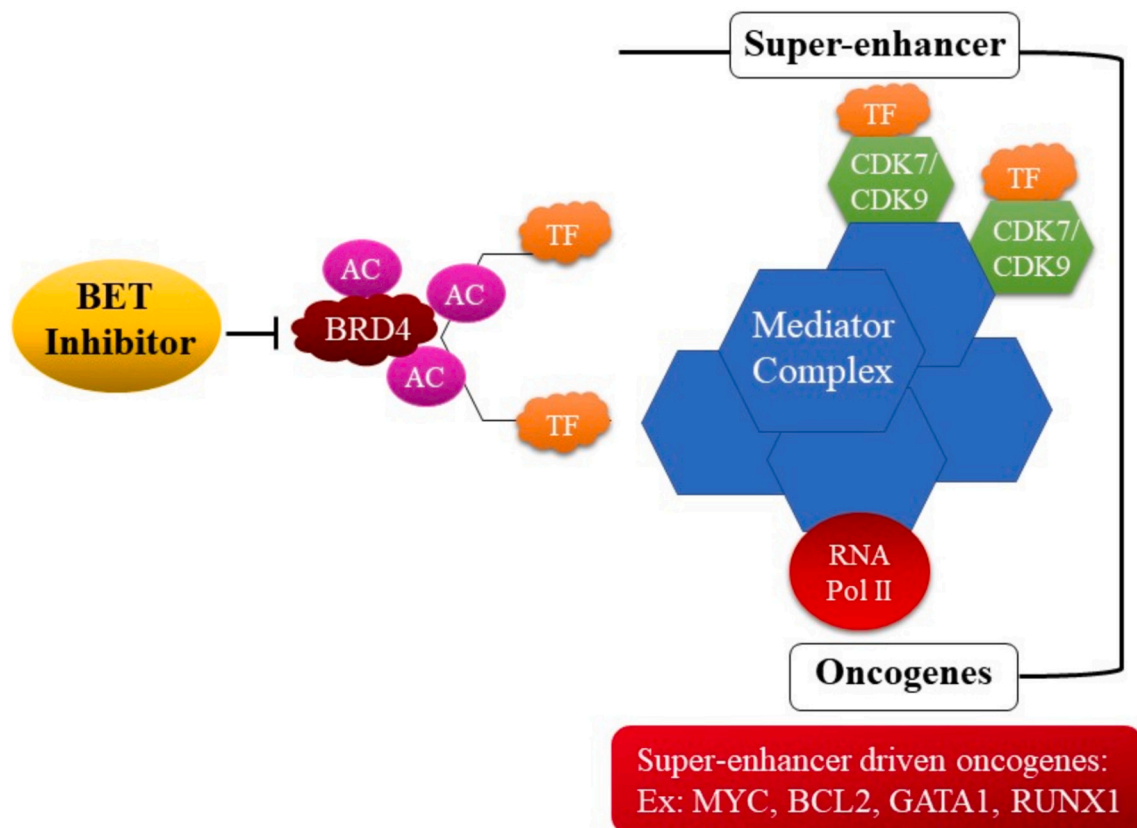 Super-enhancer
TF
CDK7/
CDK9
TF
CDK7/
CDK9
TF
AC
AC
BET
Inhibitor
BRD4
AC
TF
Mediator
Complex
RNA
Pol II
Oncogenes
Super-enhancer driven oncogenes:
Ex: MYC, BCL2, GATA1, RUNX1